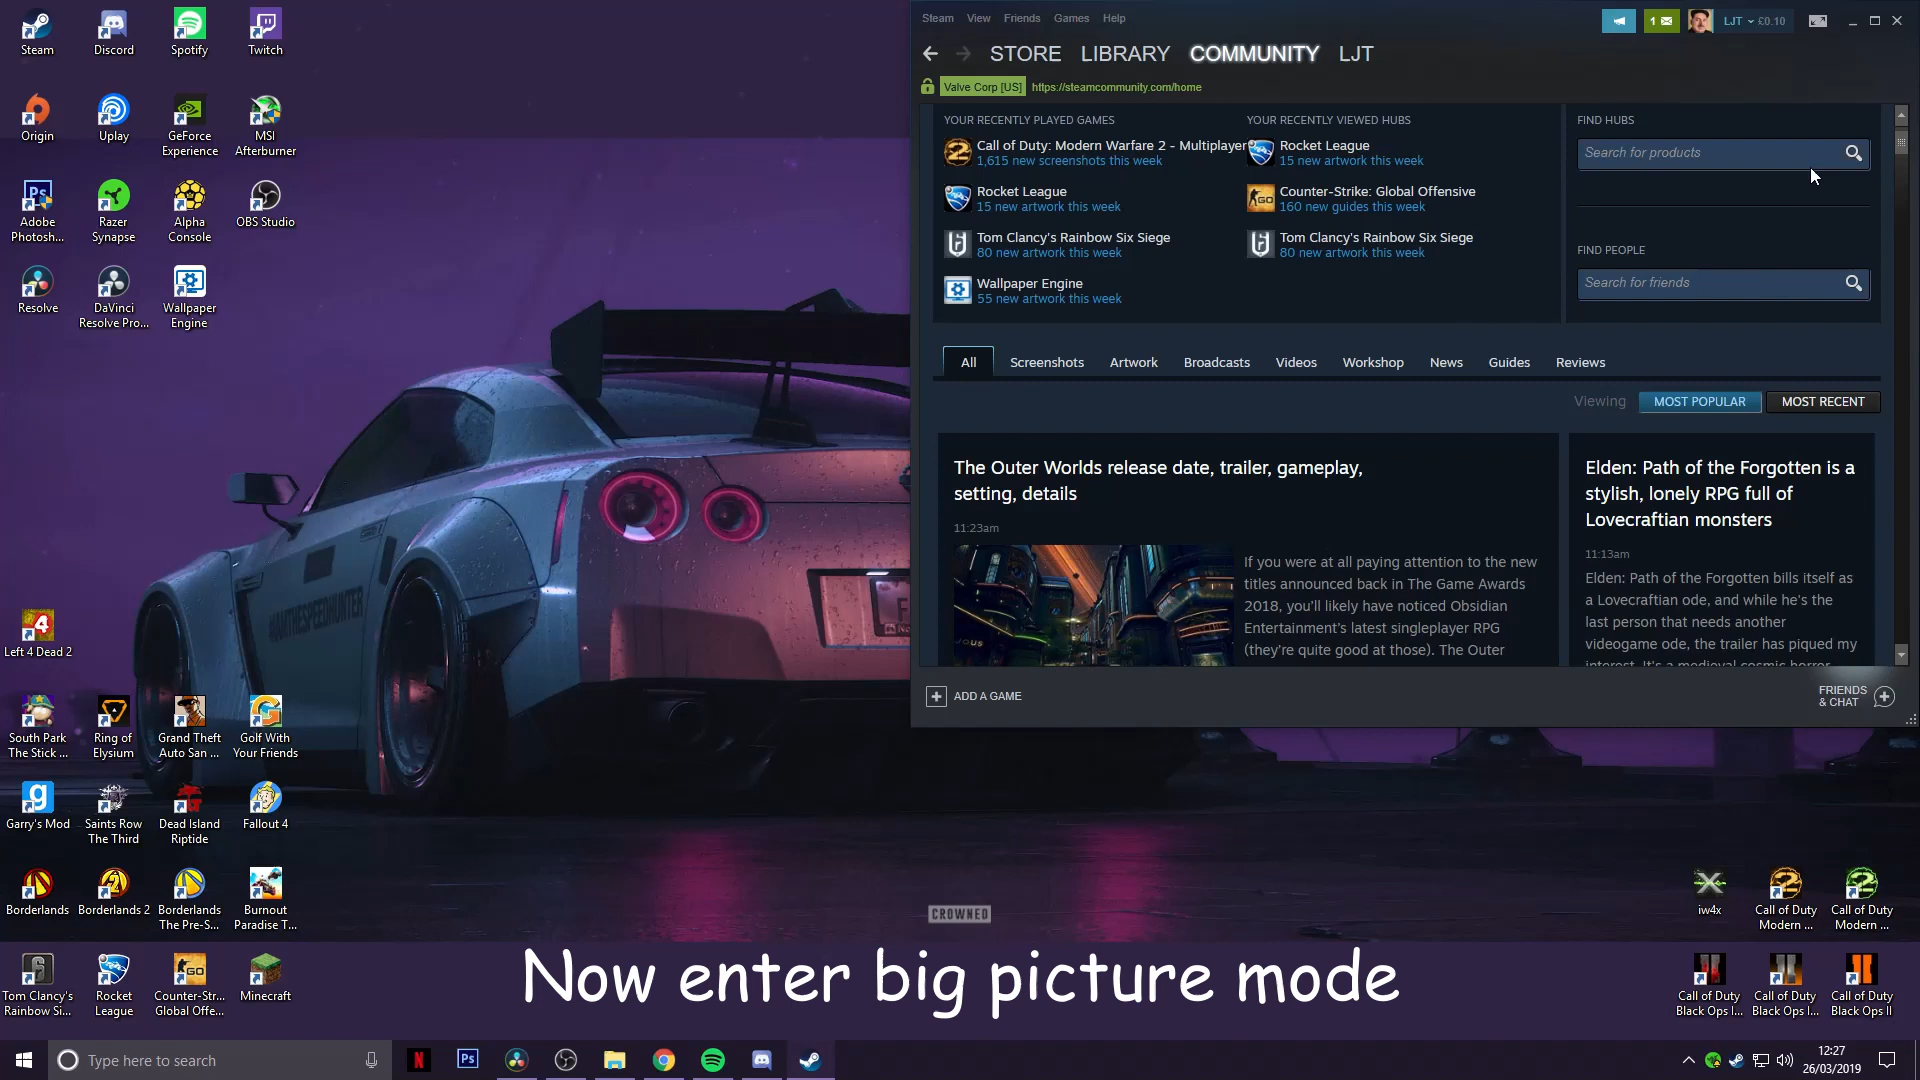 Steam
Discord
Spotify
Twitch
Origin
Uplay
GeForce
Experience
MSI
Afterburner
Adobe
Photosh...
Razer
Synapse
Alpha
Console
OBS Studio
Resolve
DaVinci
Resolve Pro...
Wallpaper
Engine
Left 4 Dead 2
South Park
The Stick ...
Ring of
Elysium
Grand Theft
Auto San ...
Golf With
Your Friends
Garry's Mod
Saints Row
The Third
Dead Island
Riptide
Fallout 4
Borderlands
Borderlands 2
Borderlands
The Pre-S...
Burnout
Paradise T...
Tom Clancy's
Rainbow Si...
Rocket
League
Counter-Str...
Global Offe...
Minecraft
Steam View Friends Games Help
1
LJT £0.10
STORE LIBRARY COMMUNITY LJT
Valve Corp [US] https://steamcommunity.com/home
YOUR RECENTLY PLAYED GAMES
Call of Duty: Modern Warfare 2 - Multiplayer
1,615 new screenshots this week
Rocket League
15 new artwork this week
Tom Clancy's Rainbow Six Siege
80 new artwork this week
Wallpaper Engine
55 new artwork this week
YOUR RECENTLY VIEWED HUBS
Rocket League
15 new artwork this week
Counter-Strike: Global Offensive
160 new guides this week
Tom Clancy's Rainbow Six Siege
80 new artwork this week
FIND HUBS
Search for products
FIND PEOPLE
Search for friends
All Screenshots Artwork Broadcasts Videos Workshop News Guides Reviews
Viewing MOST POPULAR MOST RECENT
The Outer Worlds release date, trailer, gameplay,
setting, details
11:23am
If you were at all paying attention to the new
titles announced back in The Game Awards
2018, you'll likely have noticed Obsidian
Entertainment's latest singleplayer RPG
(they're quite good at those). The Outer
Elden: Path of the Forgotten is a
stylish, lonely RPG full of
Lovecraftian monsters
11:13am
Elden: Path of the Forgotten bills itself as
a Lovecraftian ode, and while he's the
last person that needs another
videogame ode, the trailer has piqued my
interest. It's a medieval cosmic horror
ADD A GAME
FRIENDS
& CHAT
CROWNED
Now enter big picture mode
iw4x
Call of Duty
Modern ...
Call of Duty
Modern ...
Call of Duty
Black Ops I...
Call of Duty
Black Ops I...
Call of Duty
Black Ops II
Type here to search
12:27
26/03/2019